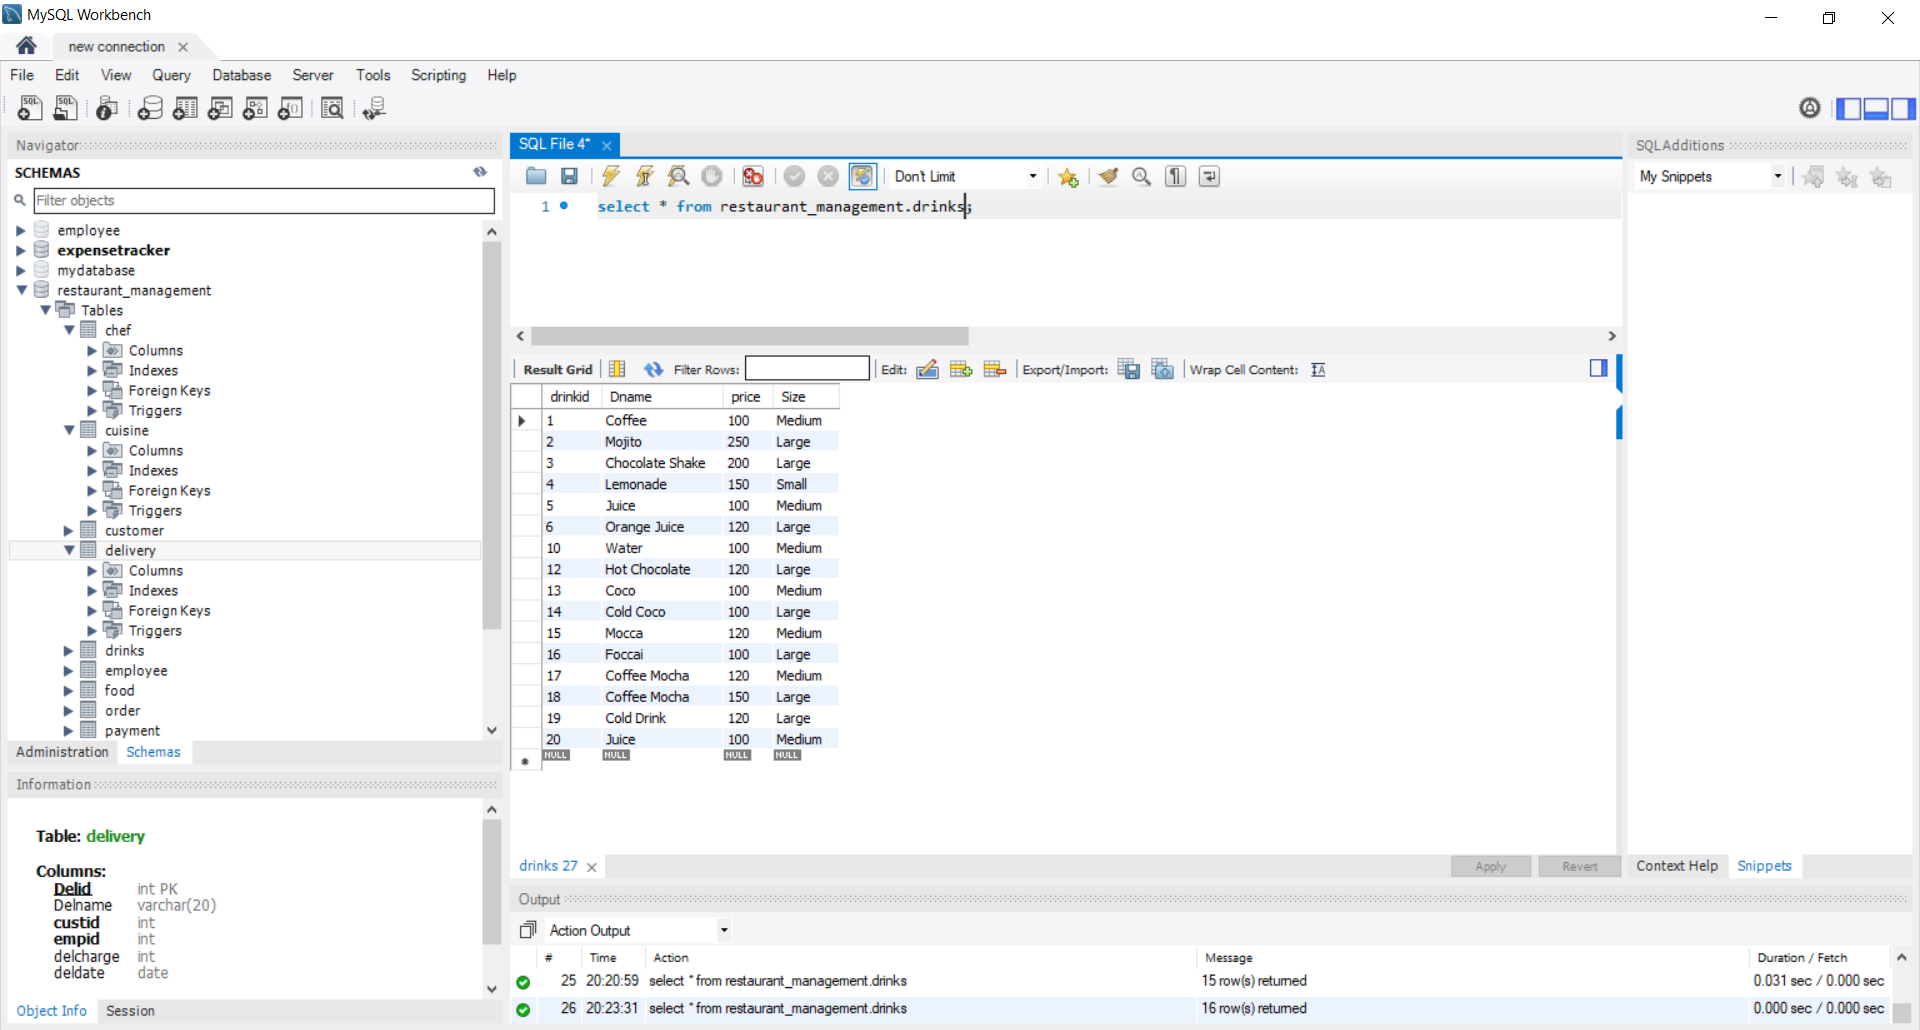 MySQL Workbench
new connection
File Edit View Query Database Server Tools Scripting Help
Navigator
SCHEMAS
Filter objects
employee
expensetracker
mydatabase
restaurant_management
Tables
chef
Columns
Indexes
Foreign Keys
Triggers
cuisine
Columns
Indexes
Foreign Keys
Triggers
customer
delivery
Columns
Indexes
Foreign Keys
Triggers
drinks
employee
food
order
payment
Administration Schemas
Information
Table: delivery
Columns:
Delid int PK
Delname varchar(20)
custid int
empid int
delcharge int
deldate date
Object Info Session
SQL File 4*
Don't Limit
1 select * from restaurant_management.drinks;
Result Grid Filter Rows: Edit: Export/Import: Wrap Cell Content:
drinkid Dname price Size
1 Coffee 100 Medium
2 Mojito 250 Large
3 Chocolate Shake 200 Large
4 Lemonade 150 Small
5 Juice 100 Medium
6 Orange Juice 120 Large
10 Water 100 Medium
12 Hot Chocolate 120 Large
13 Coco 100 Medium
14 Cold Coco 100 Large
15 Mocca 120 Medium
16 Foccai 100 Large
17 Coffee Mocha 120 Medium
18 Coffee Mocha 150 Large
19 Cold Drink 120 Large
20 Juice 100 Medium
NULL NULL NULL NULL
drinks 27
Apply Revert
Output
Action Output
# Time Action Message Duration / Fetch
25 20:20:59 select * from restaurant_management.drinks 15 row(s) returned 0.031 sec / 0.000 sec
26 20:23:31 select * from restaurant_management.drinks 16 row(s) returned 0.000 sec / 0.000 sec
SQLAdditions
My Snippets
Context Help Snippets